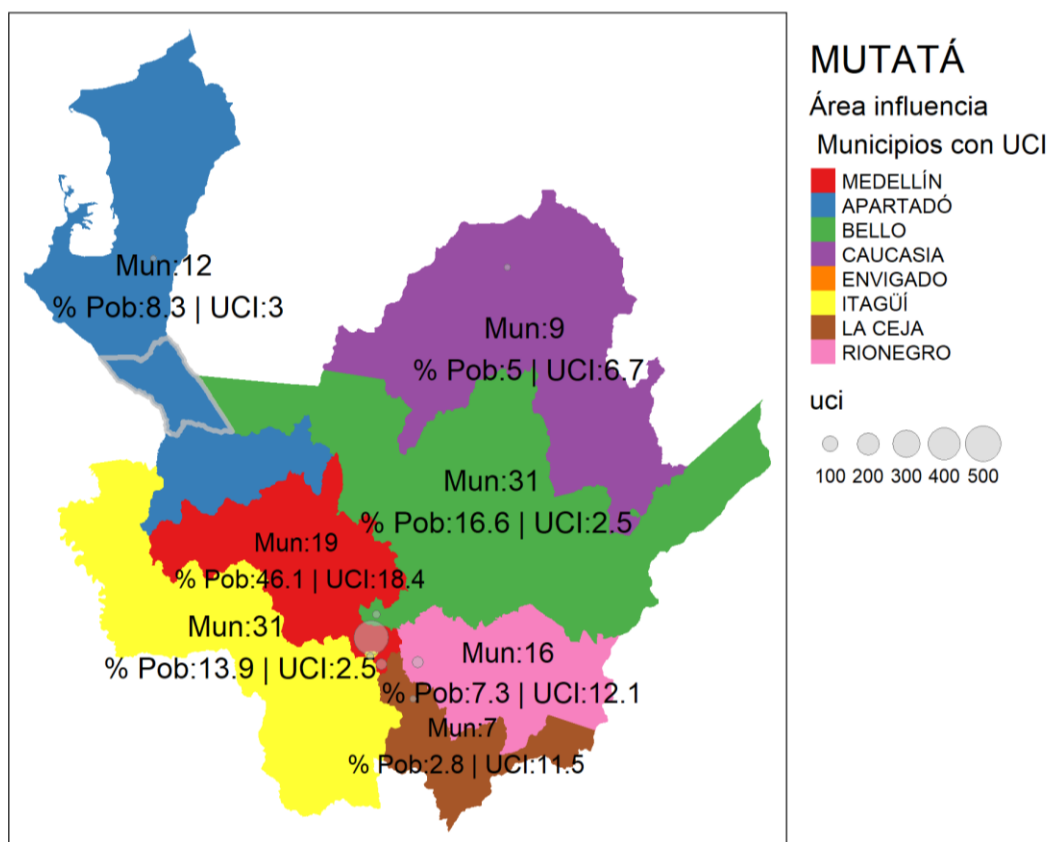 MUTATÁ
Área influencia
Municipios con UCI
MEDELLÍN
APARTADÓ
BELLO
CAUCASIA
ENVIGADO
ITAGÜÍ
LA CEJA
RIONEGRO
uci
100 200 300 400 500
Mun:12
% Pob:8.3 | UCI:3
Mun:9
% Pob:5 | UCI:6.7
Mun:31
% Pob:16.6 | UCI:2.5
Mun:19
% Pob:46.1 | UCI:18.4
Mun:31
% Pob:13.9 | UCI:2.5
Mun:16
% Pob:7.3 | UCI:12.1
Mun:7
% Pob:2.8 | UCI:11.5